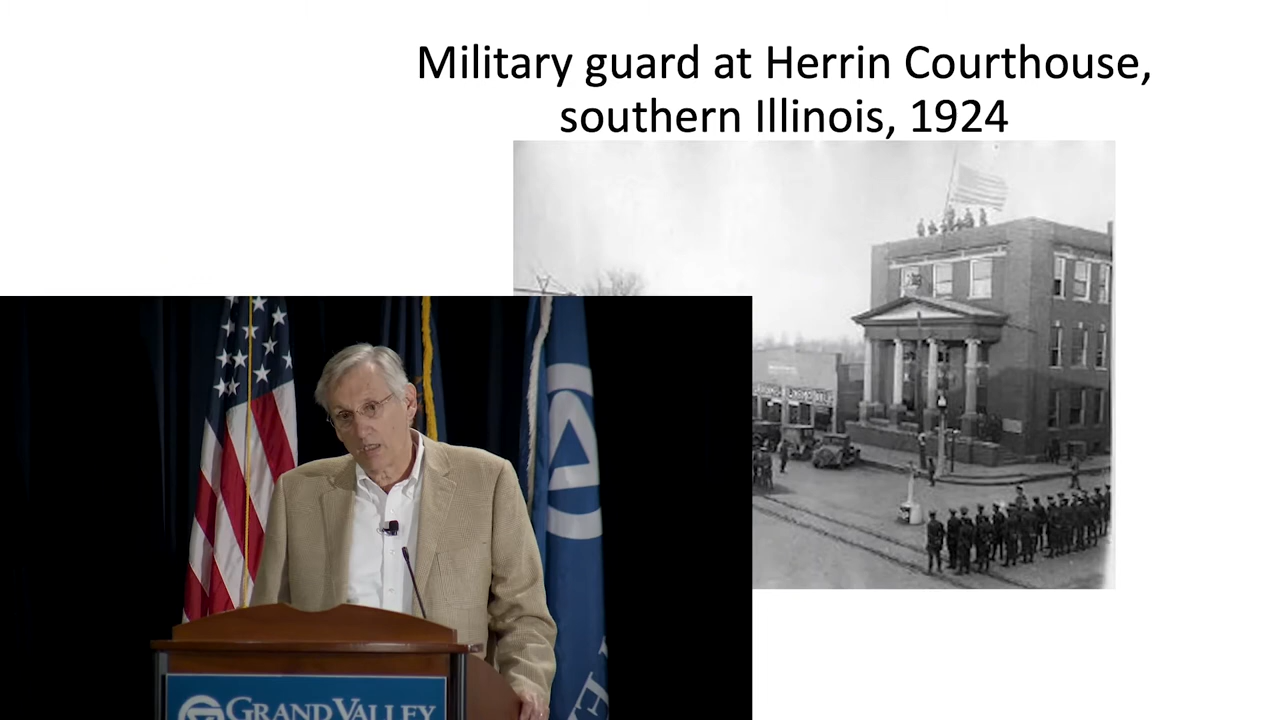 Military guard at Herrin Courthouse,
southern Illinois, 1924
GRAND VALLEY